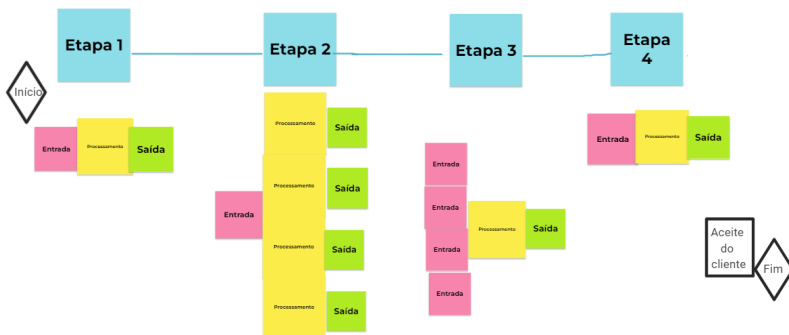 Etapa 1
Etapa 2
Etapa 3
Etapa
4
Início
Entrada
Processamento
Saída
Entrada
Processamento
Saída
Processamento
Saída
Processamento
Saída
Processamento
Saída
Entrada
Entrada
Entrada
Entrada
Processamento
Saída
Entrada
Processamento
Saída
Aceite
do
cliente
Fim